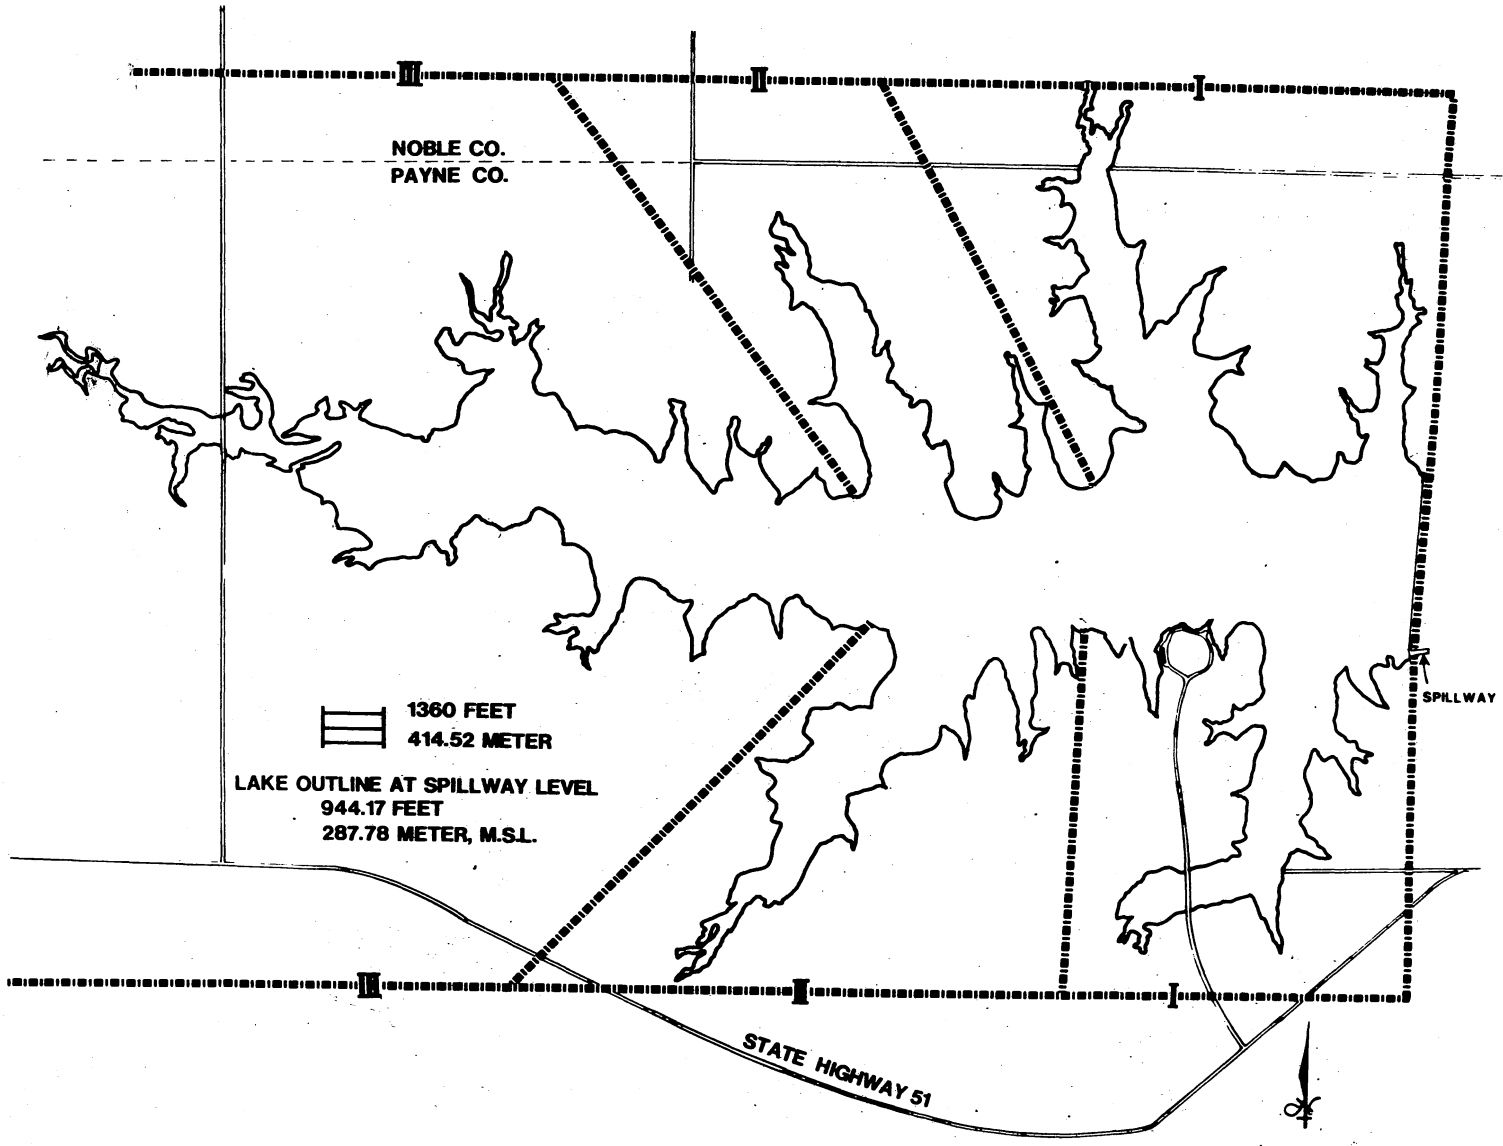 III
II
I
NOBLE CO.
PAYNE CO.
SPILLWAY
1360 FEET
414.52 METER
LAKE OUTLINE AT SPILLWAY LEVEL
944.17 FEET
287.78 METER, M.S.L.
III
II
I
STATE HIGHWAY 51